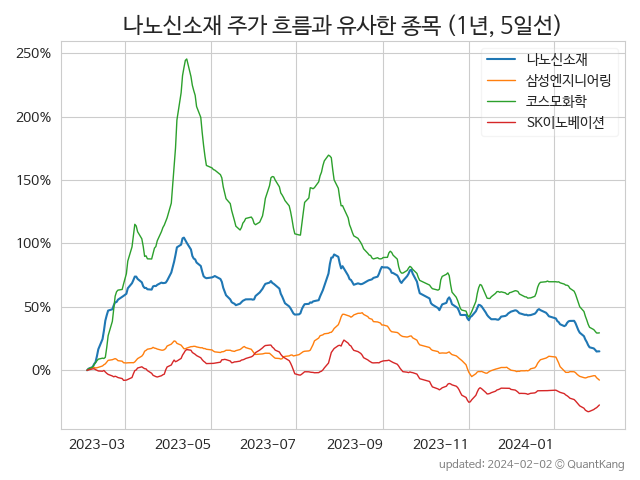 나노신소재 주가 흐름과 유사한 종목 (1년, 5일선)
나노신소재
삼성엔지니어링
코스모화학
SK이노베이션
250%
200%
150%
100%
50%
0%
2023-03 2023-05 2023-07 2023-09 2023-11 2024-01
updated: 2024-02-02 © QuantKang